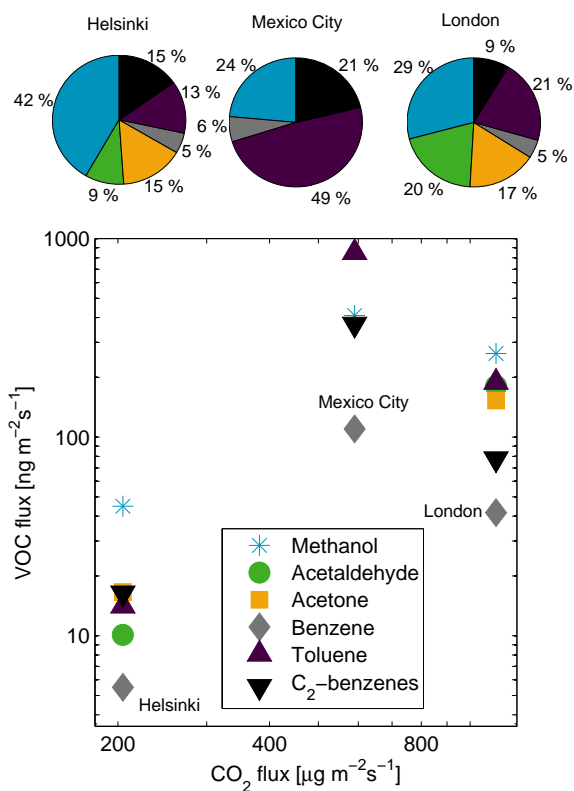 Helsinki
Mexico City
London
15 %
13 %
5 %
15 %
9 %
42 %
21 %
49 %
6 %
24 %
9 %
21 %
5 %
17 %
20 %
29 %
1000
100
10
VOC flux [ng m−2s−1]
Mexico City
London
Helsinki
Methanol
Acetaldehyde
Acetone
Benzene
Toluene
C2−benzenes
200
400
600
800
CO2 flux [µg m−2s−1]